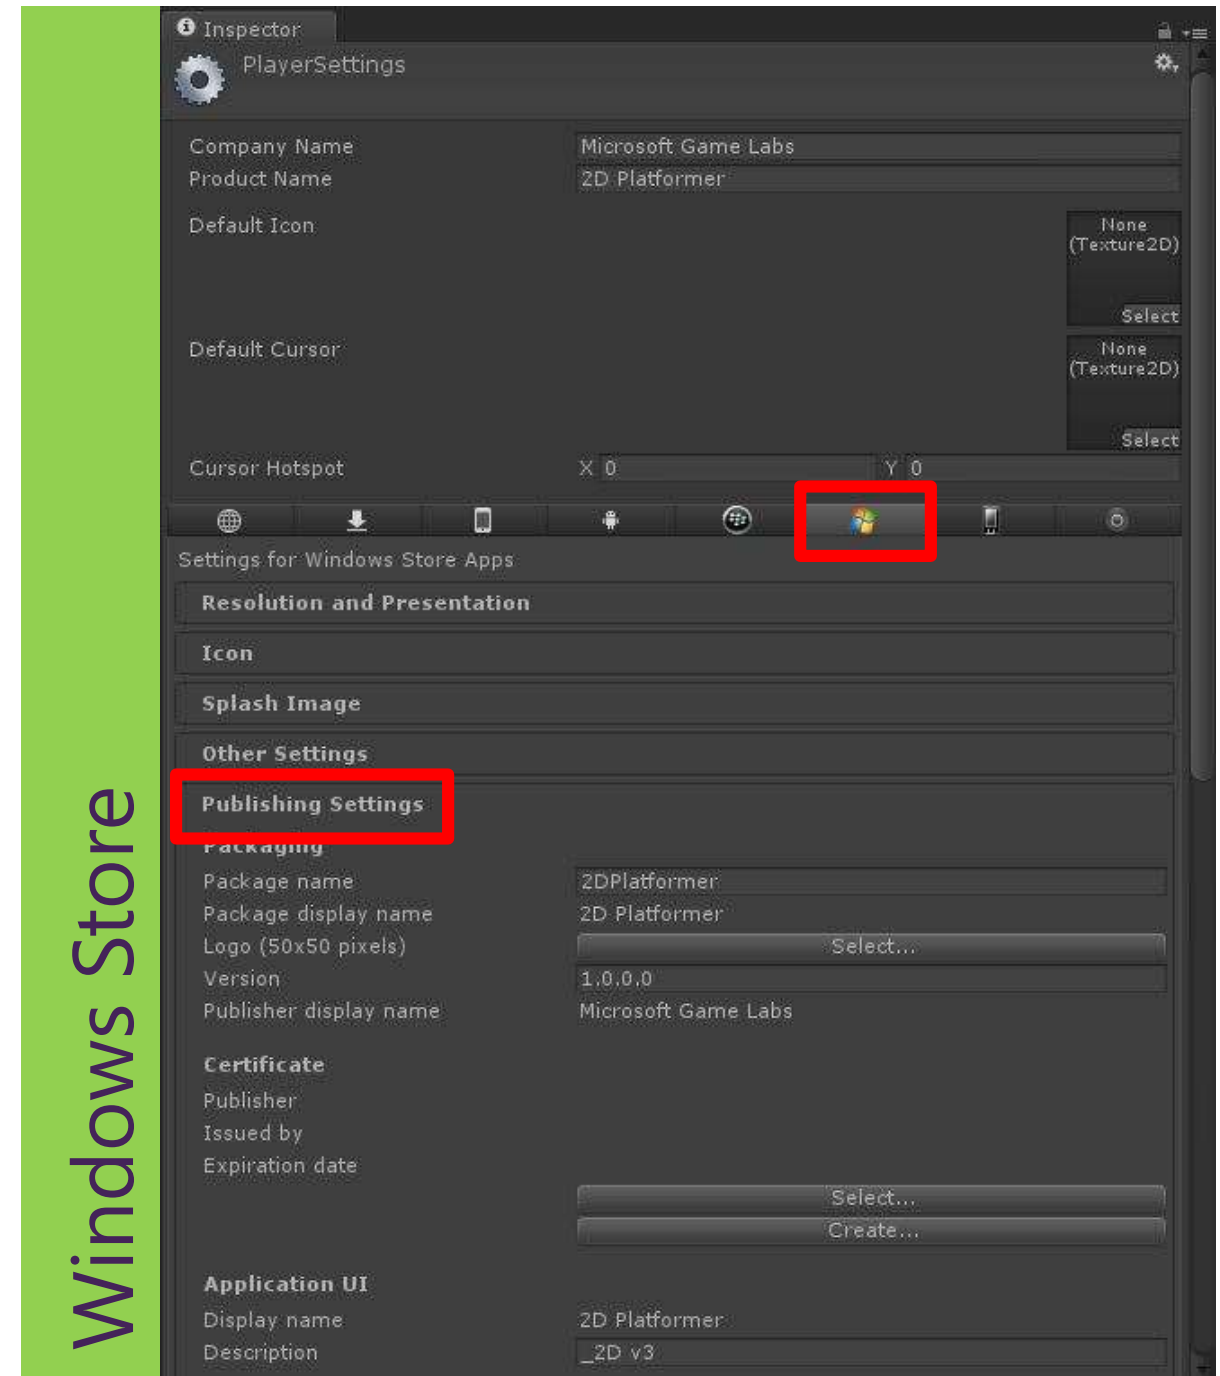 Windows Store
Inspector
PlayerSettings
Company Name Microsoft Game Labs
Product Name 2D Platformer
Default Icon None
(Texture2D)
Select
Default Cursor None
(Texture2D)
Select
Cursor Hotspot X 0 Y 0
Settings for Windows Store Apps
Resolution and Presentation
Icon
Splash Image
Other Settings
Publishing Settings
Packaging
Package name 2DPlatformer
Package display name 2D Platformer
Logo (50x50 pixels) Select...
Version 1.0.0.0
Publisher display name Microsoft Game Labs
Certificate
Publisher
Issued by
Expiration date
Select...
Create...
Application UI
Display name 2D Platformer
Description _2D v3